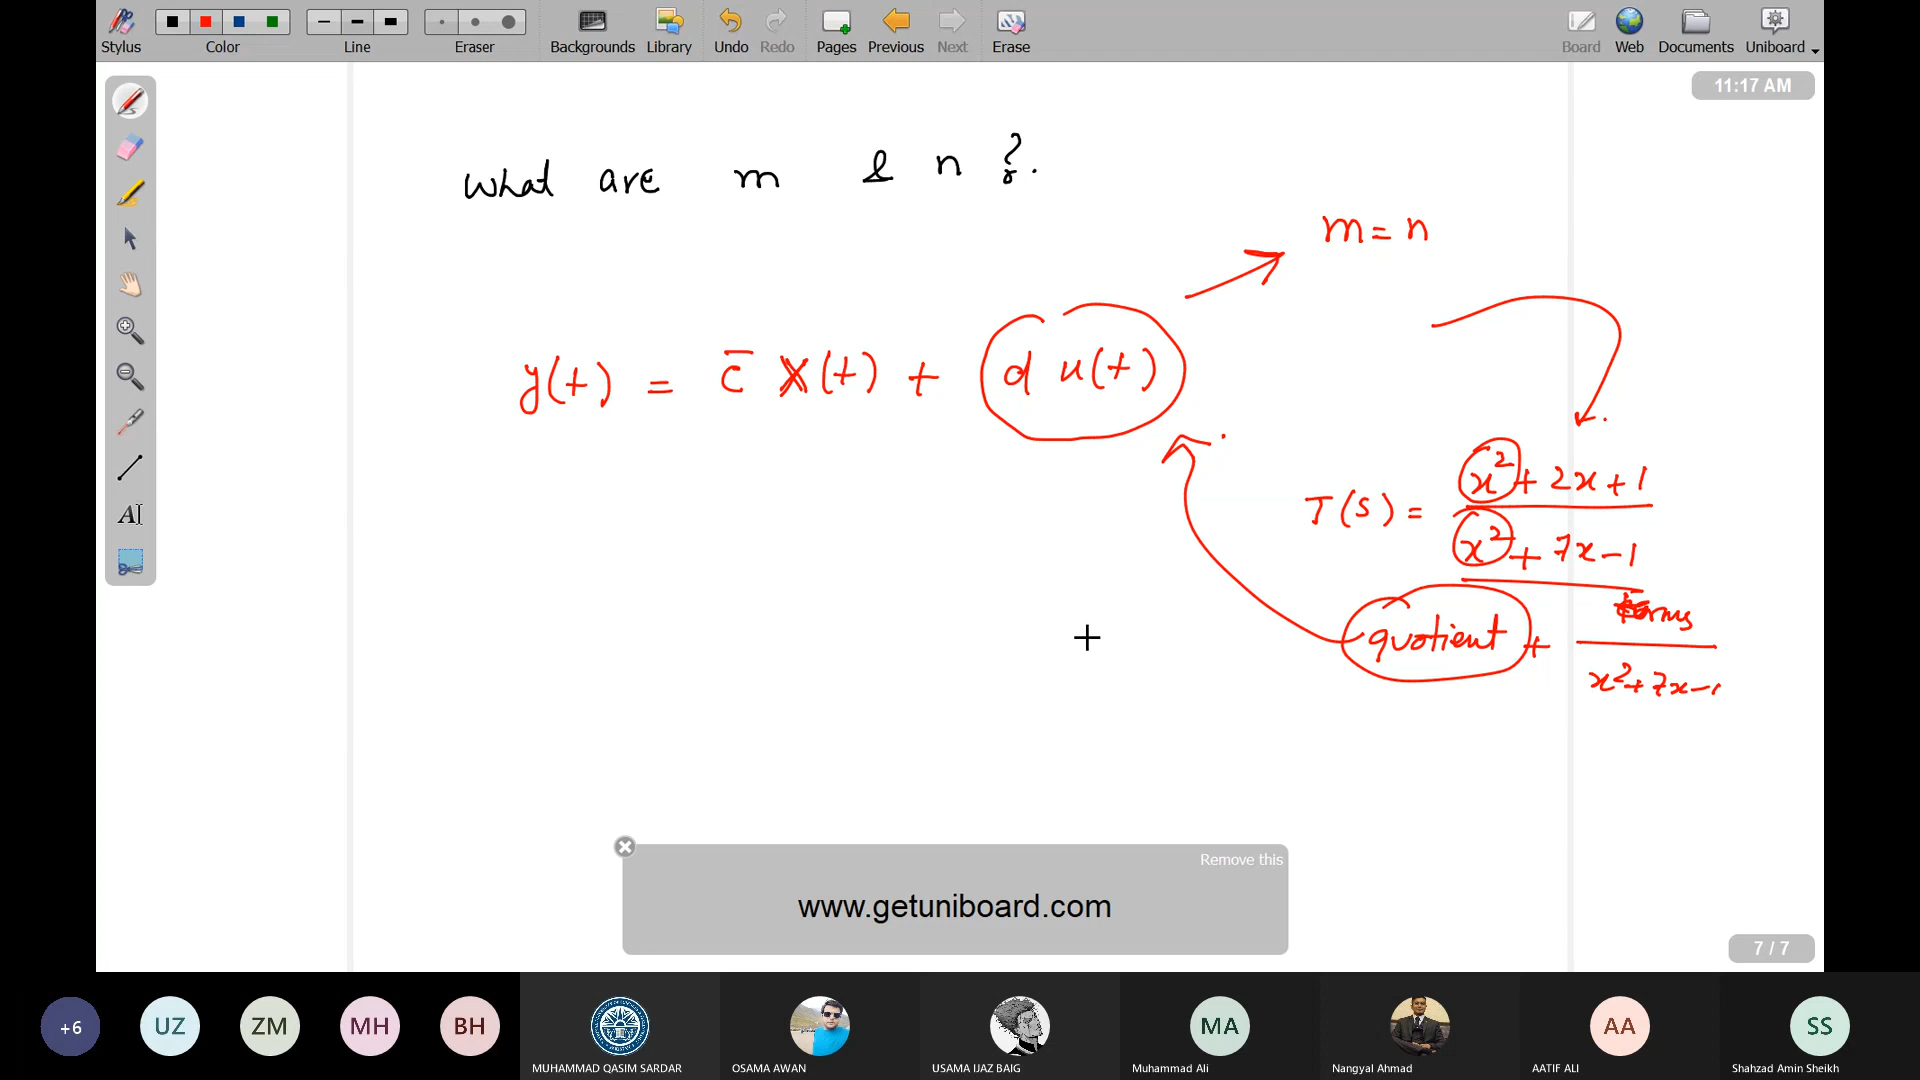 Stylus Color Line Eraser Backgrounds Library Undo Redo Pages Previous Next Erase Board Web Documents Uniboard
11:17 AM
what are m & n ?.
m = n
y(t) = c̄ X(t) + d u(t)
T(s) = x² + 2x + 1
x² + 7x - 1
quotient + terms
x² + 7x - 1
AI
Remove this
www.getuniboard.com
7 / 7
+6 UZ ZM MH BH MA AA SS
MUHAMMAD QASIM SARDAR OSAMA AWAN USAMA IJAZ BAIG Muhammad Ali Nangyal Ahmad AATIF ALI Shahzad Amin Sheikh